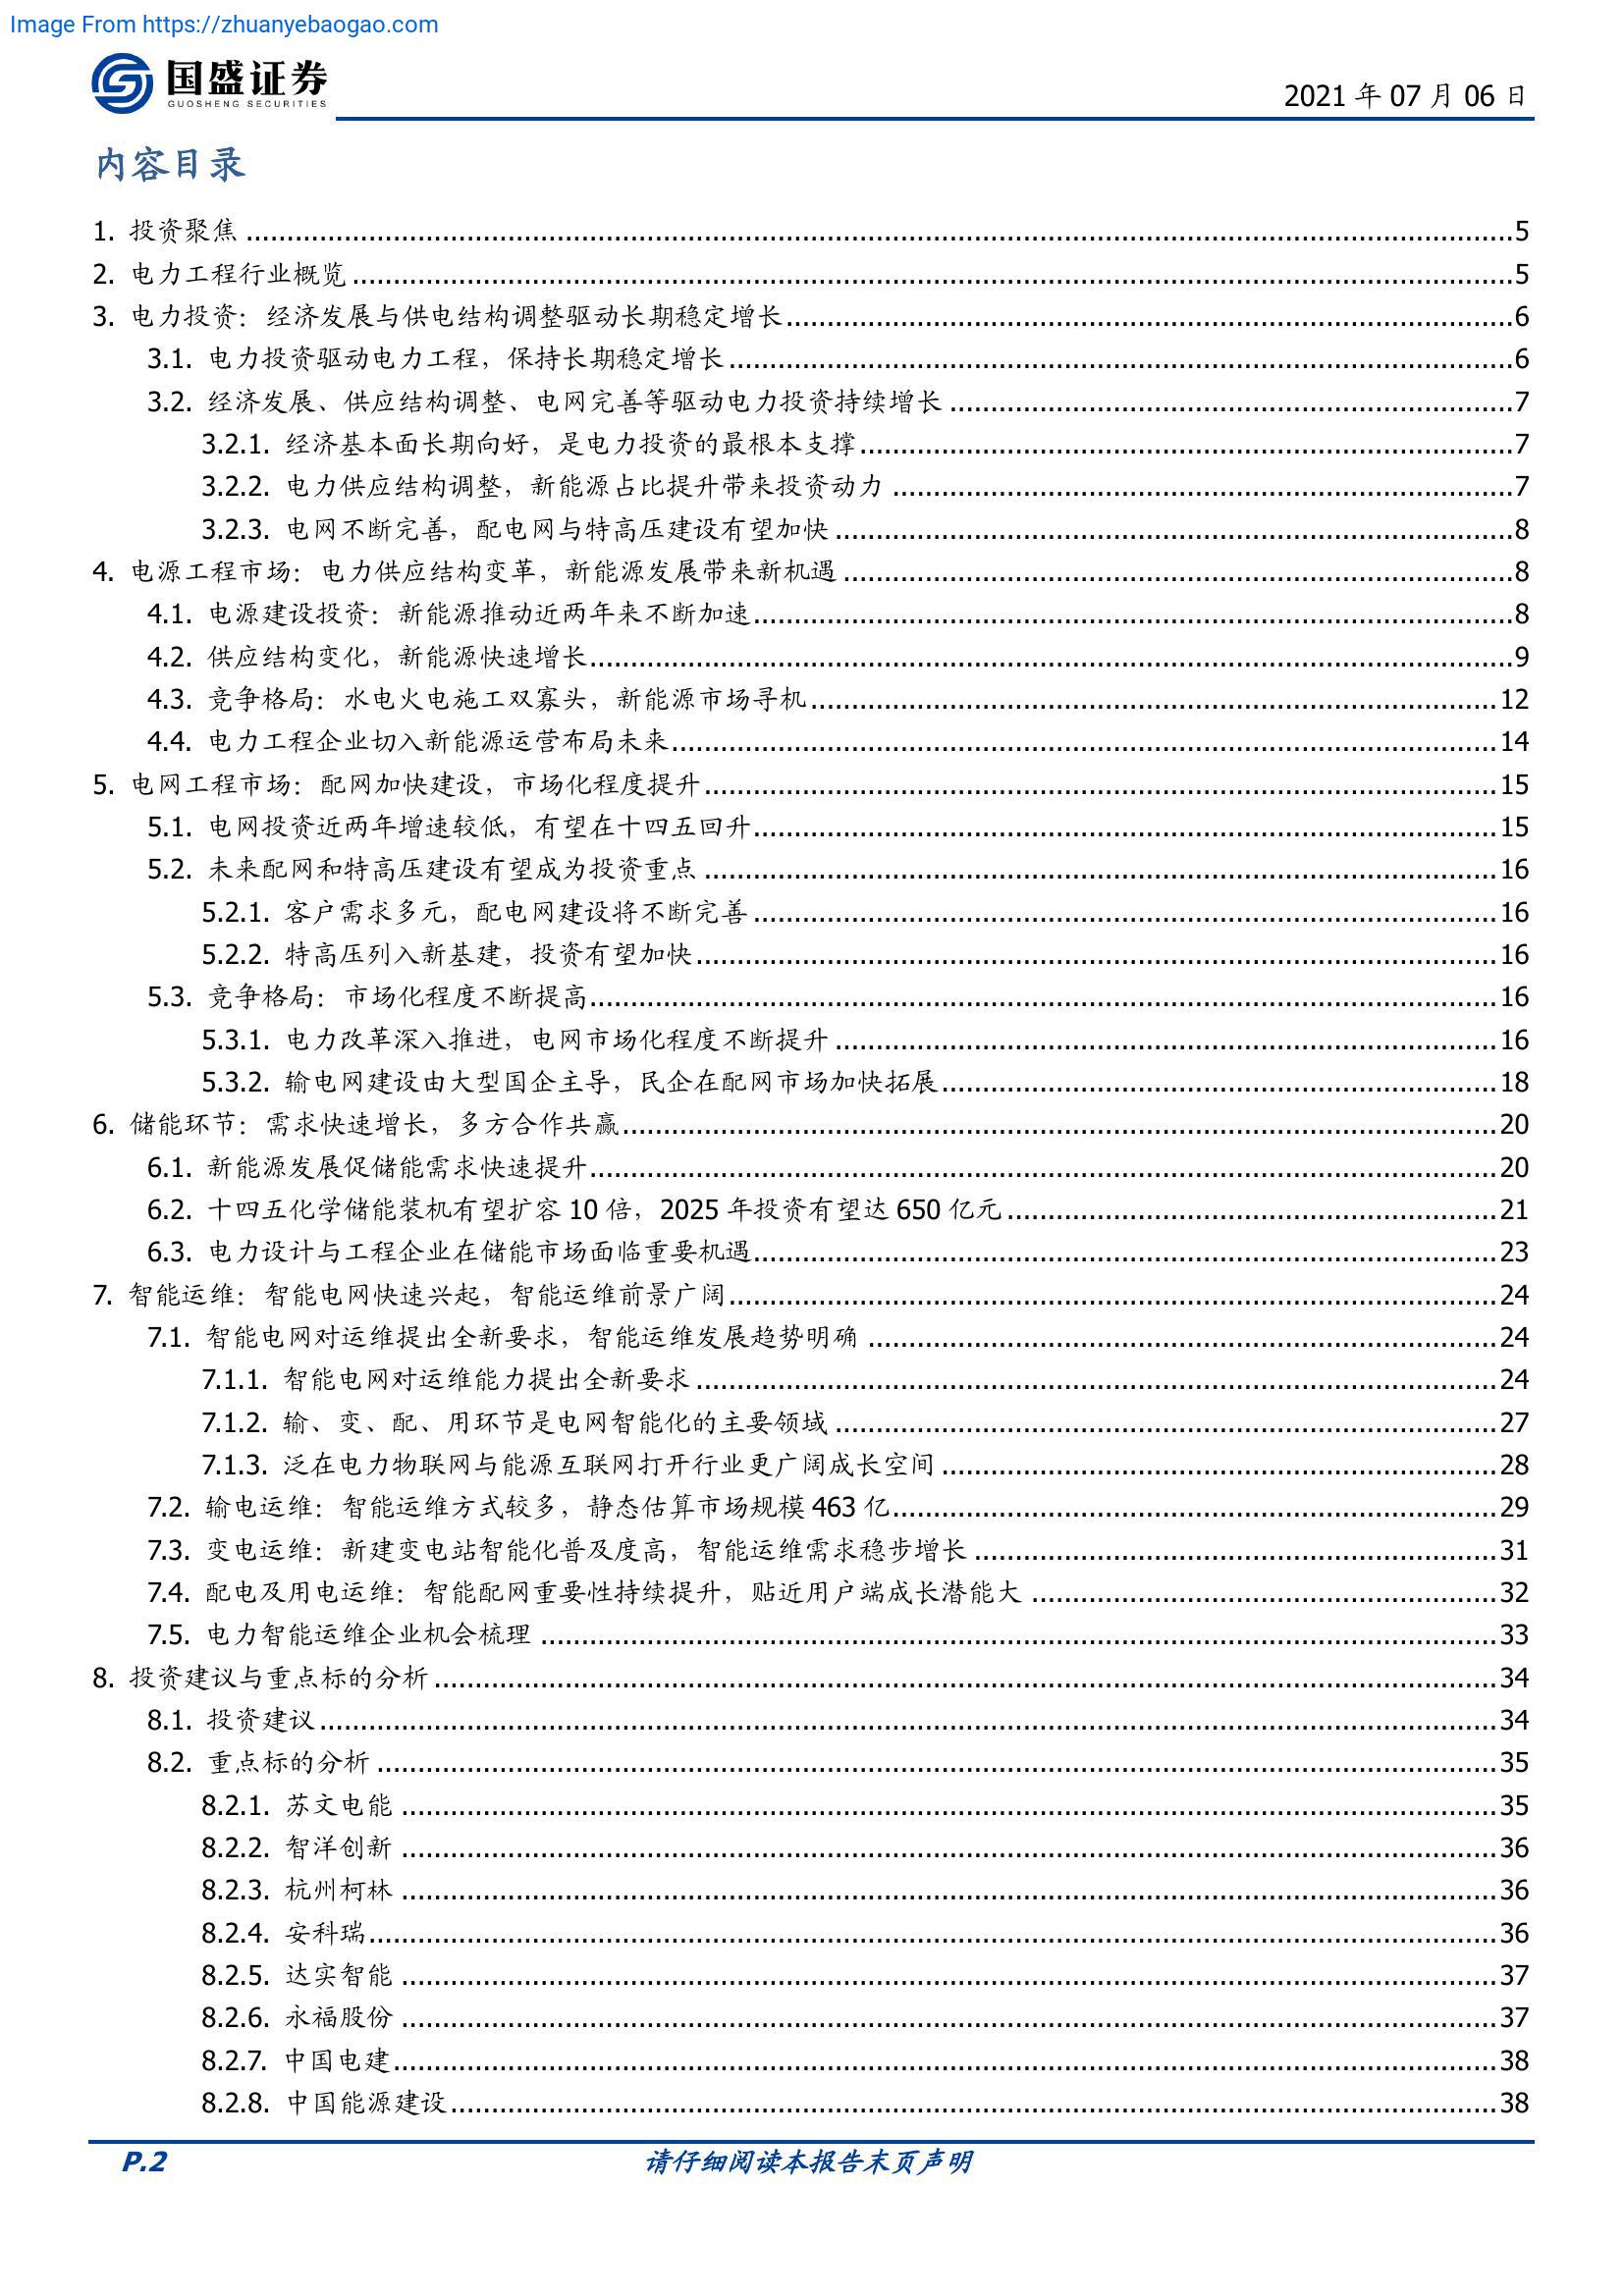 Image From https://zhuanyebaogao.com
国盛证券
GUOSHENG SECURITIES
2021 年 07 月 06 日
内容目录
1. 投资聚焦 ........ 5
2. 电力工程行业概览 ........ 5
3. 电力投资：经济发展与供电结构调整驱动长期稳定增长 ........ 6
3.1. 电力投资驱动电力工程，保持长期稳定增长 ........ 6
3.2. 经济发展、供应结构调整、电网完善等驱动电力投资持续增长 ........ 7
3.2.1. 经济基本面长期向好，是电力投资的最根本支撑 ........ 7
3.2.2. 电力供应结构调整，新能源占比提升带来投资动力 ........ 7
3.2.3. 电网不断完善，配电网与特高压建设有望加快 ........ 8
4. 电源工程市场：电力供应结构变革，新能源发展带来新机遇 ........ 8
4.1. 电源建设投资：新能源推动近两年来不断加速 ........ 8
4.2. 供应结构变化，新能源快速增长 ........ 9
4.3. 竞争格局：水电火电施工双寡头，新能源市场寻机 ........ 12
4.4. 电力工程企业切入新能源运营布局未来 ........ 14
5. 电网工程市场：配网加快建设，市场化程度提升 ........ 15
5.1. 电网投资近两年增速较低，有望在十四五回升 ........ 15
5.2. 未来配网和特高压建设有望成为投资重点 ........ 16
5.2.1. 客户需求多元，配电网建设将不断完善 ........ 16
5.2.2. 特高压列入新基建，投资有望加快 ........ 16
5.3. 竞争格局：市场化程度不断提高 ........ 16
5.3.1. 电力改革深入推进，电网市场化程度不断提升 ........ 16
5.3.2. 输电网建设由大型国企主导，民企在配网市场加快拓展 ........ 18
6. 储能环节：需求快速增长，多方合作共赢 ........ 20
6.1. 新能源发展促储能需求快速提升 ........ 20
6.2. 十四五化学储能装机有望扩容 10 倍，2025 年投资有望达 650 亿元 ........ 21
6.3. 电力设计与工程企业在储能市场面临重要机遇 ........ 23
7. 智能运维：智能电网快速兴起，智能运维前景广阔 ........ 24
7.1. 智能电网对运维提出全新要求，智能运维发展趋势明确 ........ 24
7.1.1. 智能电网对运维能力提出全新要求 ........ 24
7.1.2. 输、变、配、用环节是电网智能化的主要领域 ........ 27
7.1.3. 泛在电力物联网与能源互联网打开行业更广阔成长空间 ........ 28
7.2. 输电运维：智能运维方式较多，静态估算市场规模 463 亿 ........ 29
7.3. 变电运维：新建变电站智能化普及度高，智能运维需求稳步增长 ........ 31
7.4. 配电及用电运维：智能配网重要性持续提升，贴近用户端成长潜能大 ........ 32
7.5. 电力智能运维企业机会梳理 ........ 33
8. 投资建议与重点标的分析 ........ 34
8.1. 投资建议 ........ 34
8.2. 重点标的分析 ........ 35
8.2.1. 苏文电能 ........ 35
8.2.2. 智洋创新 ........ 36
8.2.3. 杭州柯林 ........ 36
8.2.4. 安科瑞 ........ 36
8.2.5. 达实智能 ........ 37
8.2.6. 永福股份 ........ 37
8.2.7. 中国电建 ........ 38
8.2.8. 中国能源建设 ........ 38
P.2 请仔细阅读本报告末页声明